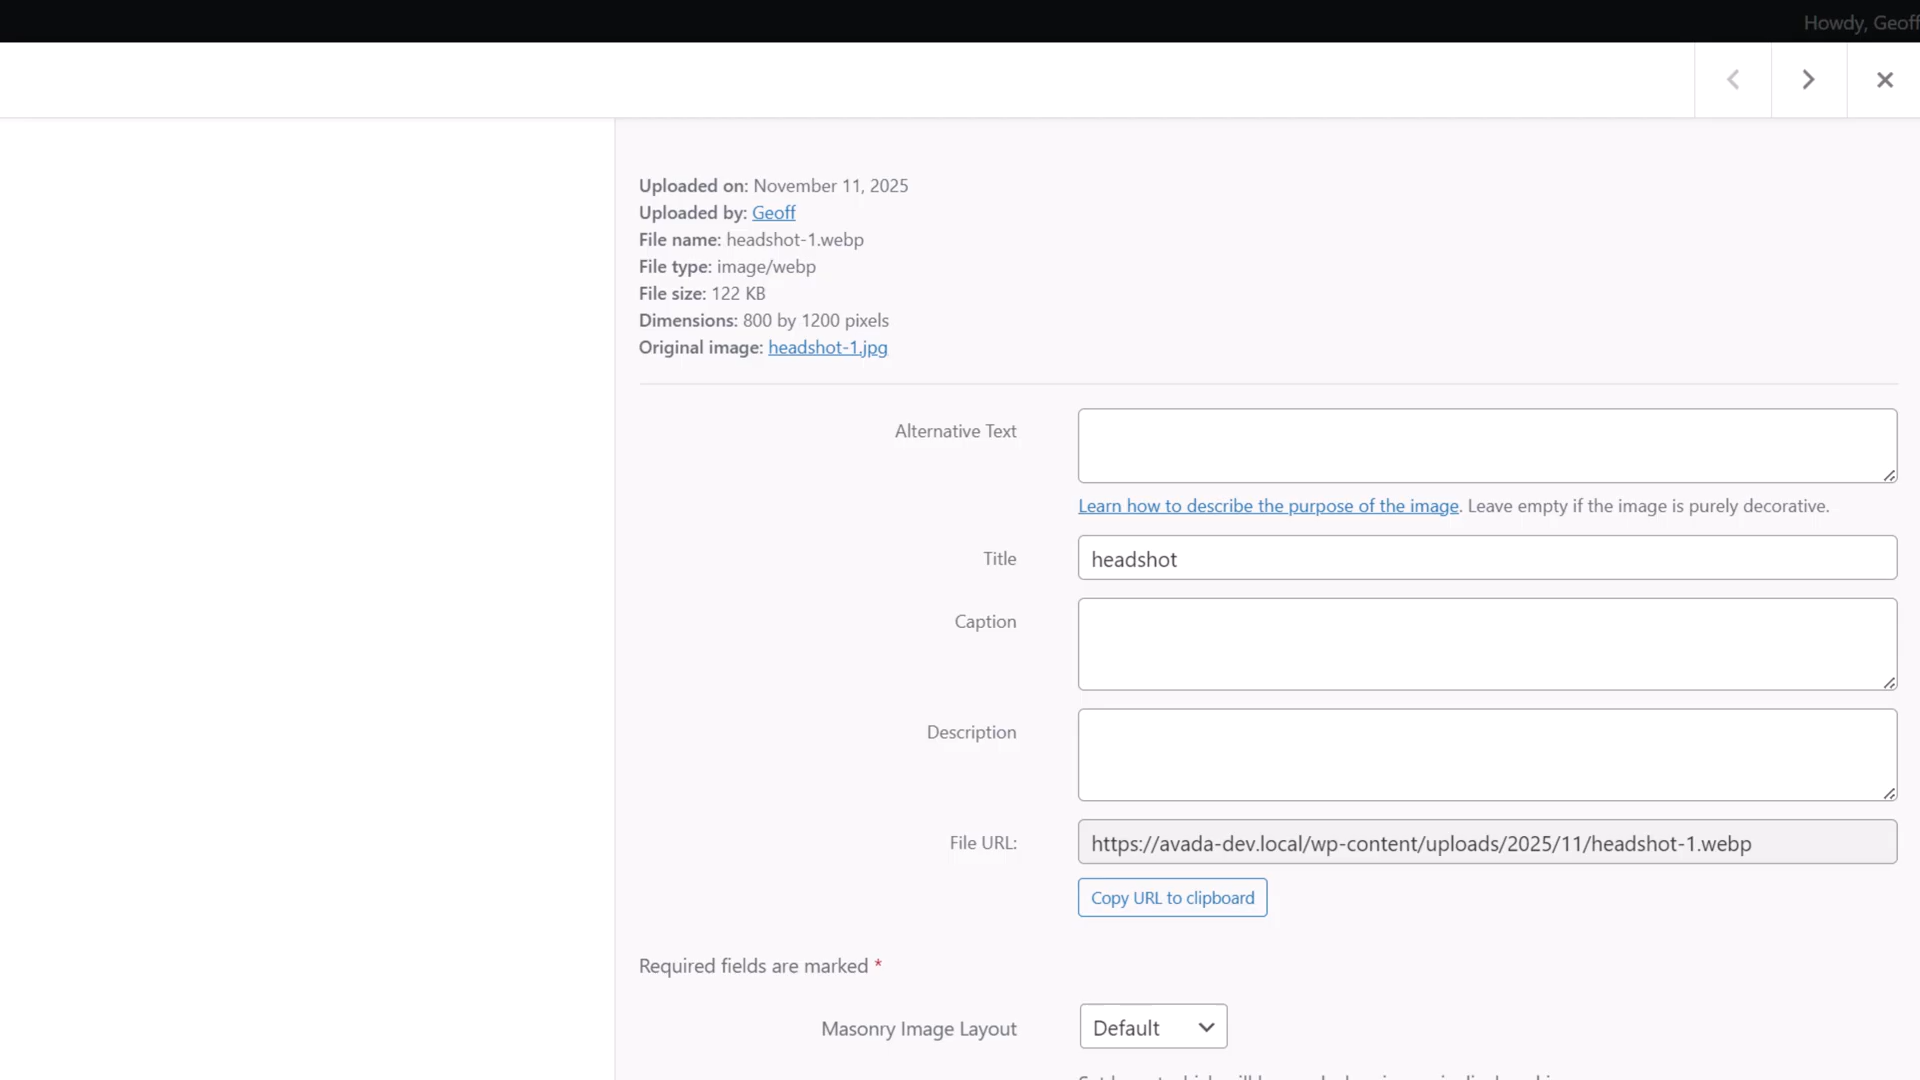 Howdy, Geoff
Uploaded on: November 11, 2025
Uploaded by: Geoff
File name: headshot-1.webp
File type: image/webp
File size: 122 KB
Dimensions: 800 by 1200 pixels
Original image: headshot-1.jpg
Alternative Text
Learn how to describe the purpose of the image. Leave empty if the image is purely decorative.
Title
headshot
Caption
Description
File URL:
https://avada-dev.local/wp-content/uploads/2025/11/headshot-1.webp
Copy URL to clipboard
Required fields are marked *
Masonry Image Layout
Default